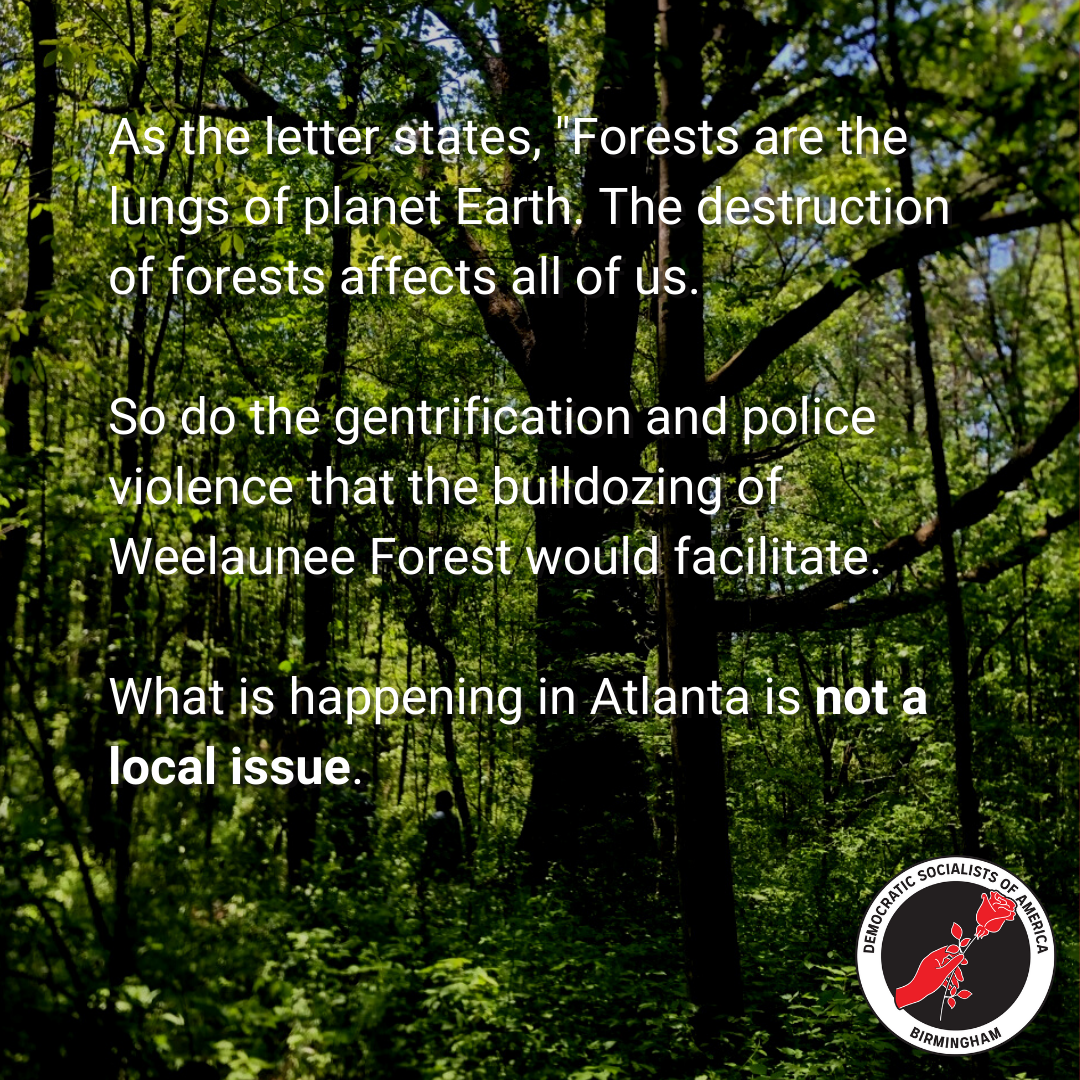 As the letter states, "Forests are the
lungs of planet Earth. The destruction
of forests affects all of us.
So do the gentrification and police
violence that the bulldozing of
Weelaunee Forest would facilitate.
What is happening in Atlanta is not a
local issue.
DEMOCRATIC SOCIALISTS OF AMERICA
BIRMINGHAM